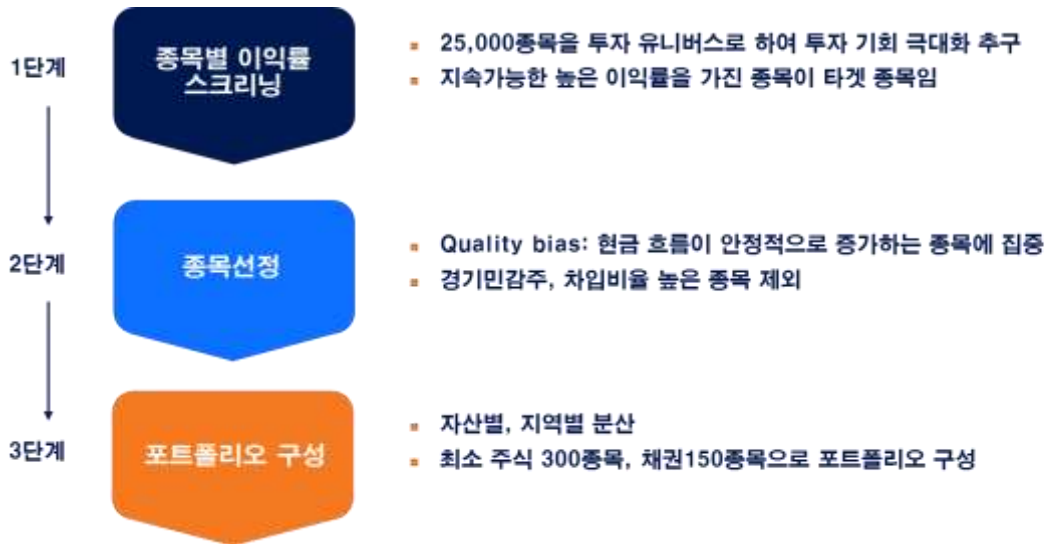 1단계
종목별 이익률
스크리닝
▪ 25,000종목을 투자 유니버스로 하여 투자 기회 극대화 추구
▪ 지속가능한 높은 이익률을 가진 종목이 타겟 종목임
2단계
종목선정
▪ Quality bias: 현금 흐름이 안정적으로 증가하는 종목에 집중
▪ 경기민감주, 차입비율 높은 종목 제외
3단계
포트폴리오 구성
▪ 자산별, 지역별 분산
▪ 최소 주식 300종목, 채권150종목으로 포트폴리오 구성